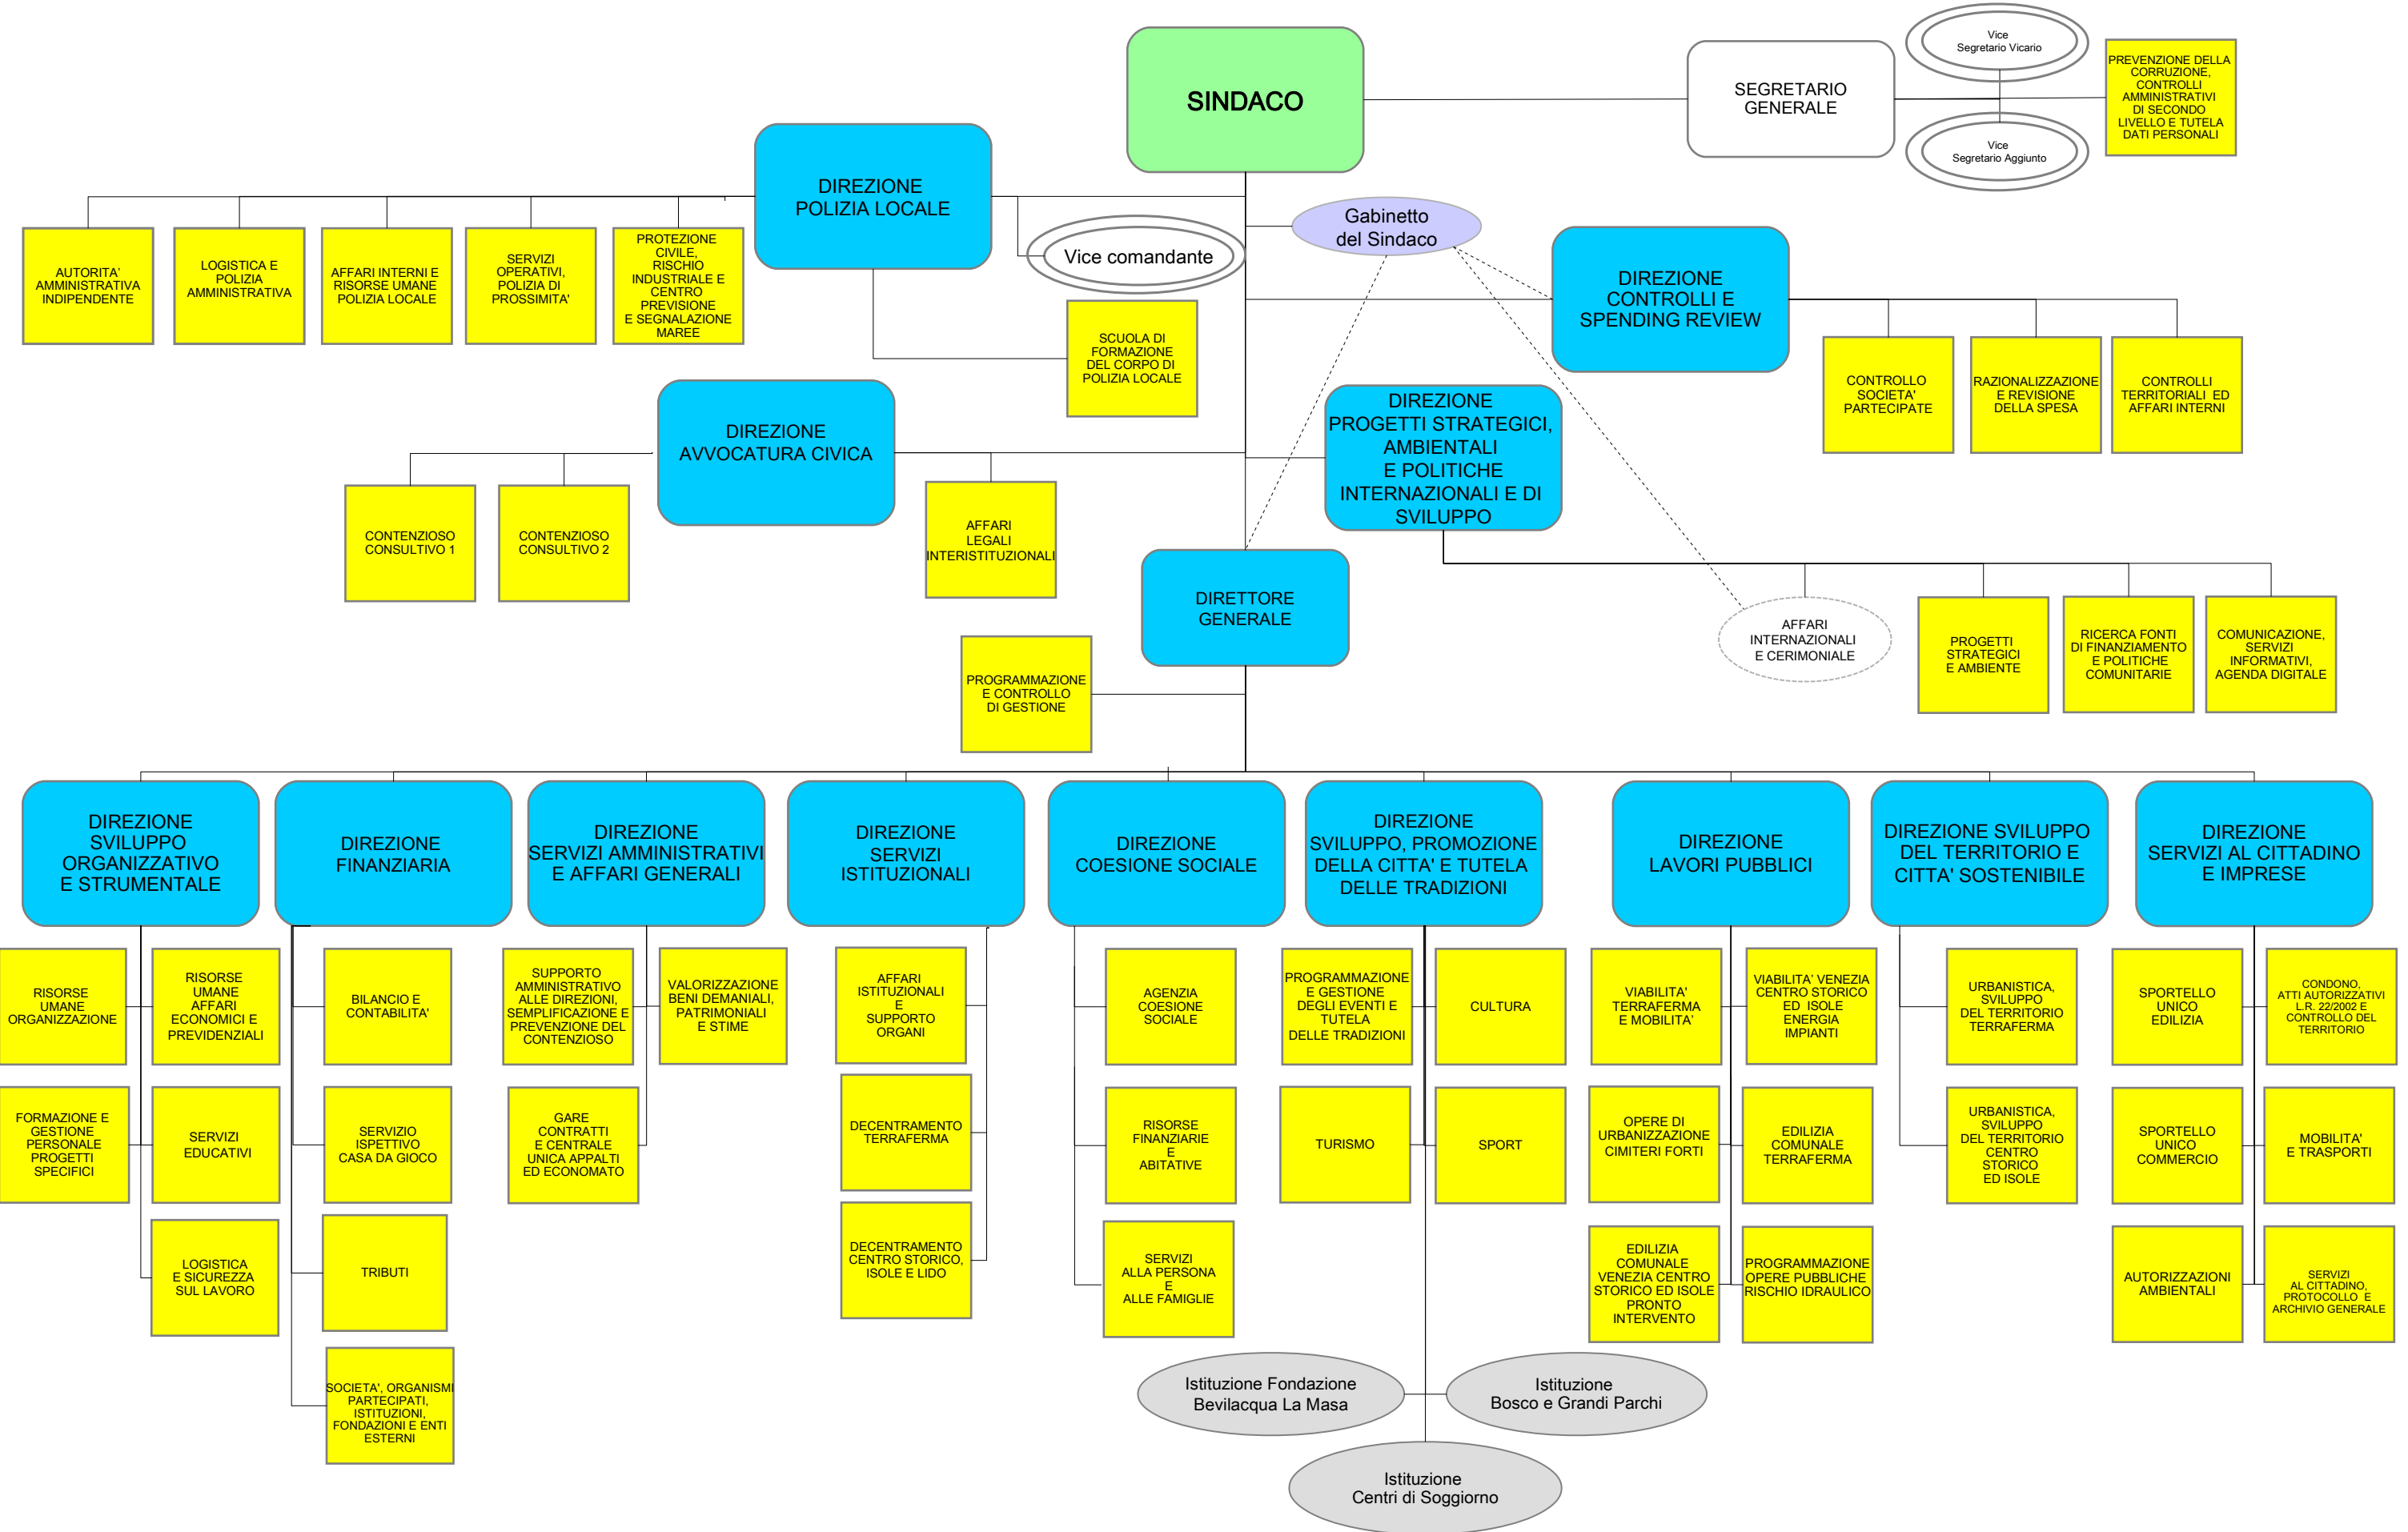 SINDACO
SEGRETARIO
GENERALE
Vice
Segretario Vicario
Vice
Segretario Aggiunto
PREVENZIONE DELLA
CORRUZIONE,
CONTROLLI
AMMINISTRATIVI
DI SECONDO
LIVELLO E TUTELA
DATI PERSONALI
DIREZIONE
POLIZIA LOCALE
Gabinetto
del Sindaco
Vice comandante
AUTORITA'
AMMINISTRATIVA
INDIPENDENTE
LOGISTICA E
POLIZIA
AMMINISTRATIVA
AFFARI INTERNI E
RISORSE UMANE
POLIZIA LOCALE
SERVIZI
OPERATIVI,
POLIZIA DI
PROSSIMITA'
PROTEZIONE
CIVILE,
RISCHIO
INDUSTRIALE E
CENTRO
PREVISIONE
E SEGNALAZIONE
MAREE
SCUOLA DI
FORMAZIONE
DEL CORPO DI
POLIZIA LOCALE
DIREZIONE
CONTROLLI E
SPENDING REVIEW
CONTROLLO
SOCIETA'
PARTECIPATE
RAZIONALIZZAZIONE
E REVISIONE
DELLA SPESA
CONTROLLI
TERRITORIALI ED
AFFARI INTERNI
DIREZIONE
AVVOCATURA CIVICA
CONTENZIOSO
CONSULTIVO 1
CONTENZIOSO
CONSULTIVO 2
AFFARI
LEGALI
INTERISTITUZIONALI
DIREZIONE
PROGETTI STRATEGICI,
AMBIENTALI
E POLITICHE
INTERNAZIONALI E DI
SVILUPPO
DIRETTORE
GENERALE
AFFARI
INTERNAZIONALI
E CERIMONIALE
PROGETTI
STRATEGICI
E AMBIENTE
RICERCA FONTI
DI FINANZIAMENTO
E POLITICHE
COMUNITARIE
COMUNICAZIONE,
SERVIZI
INFORMATIVI,
AGENDA DIGITALE
PROGRAMMAZIONE
E CONTROLLO
DI GESTIONE
DIREZIONE
SVILUPPO
ORGANIZZATIVO
E STRUMENTALE
DIREZIONE
FINANZIARIA
DIREZIONE
SERVIZI AMMINISTRATIVI
E AFFARI GENERALI
DIREZIONE
SERVIZI
ISTITUZIONALI
DIREZIONE
COESIONE SOCIALE
DIREZIONE
SVILUPPO, PROMOZIONE
DELLA CITTA' E TUTELA
DELLE TRADIZIONI
DIREZIONE
LAVORI PUBBLICI
DIREZIONE SVILUPPO
DEL TERRITORIO E
CITTA' SOSTENIBILE
DIREZIONE
SERVIZI AL CITTADINO
E IMPRESE
RISORSE
UMANE
ORGANIZZAZIONE
RISORSE
UMANE
AFFARI
ECONOMICI E
PREVIDENZIALI
FORMAZIONE E
GESTIONE
PERSONALE
PROGETTI
SPECIFICI
SERVIZI
EDUCATIVI
LOGISTICA
E SICUREZZA
SUL LAVORO
BILANCIO E
CONTABILITA'
SERVIZIO
ISPETTIVO
CASA DA GIOCO
TRIBUTI
SOCIETA', ORGANISMI
PARTECIPATI,
ISTITUZIONI,
FONDAZIONI E ENTI
ESTERNI
SUPPORTO
AMMINISTRATIVO
ALLE DIREZIONI,
SEMPLIFICAZIONE E
PREVENZIONE DEL
CONTENZIOSO
VALORIZZAZIONE
BENI DEMANIALI,
PATRIMONIALI
E STIME
GARE
CONTRATTI
E CENTRALE
UNICA APPALTI
ED ECONOMATO
AFFARI
ISTITUZIONALI
E
SUPPORTO
ORGANI
DECENTRAMENTO
TERRAFERMA
DECENTRAMENTO
CENTRO STORICO,
ISOLE E LIDO
AGENZIA
COESIONE
SOCIALE
RISORSE
FINANZIARIE
E
ABITATIVE
SERVIZI
ALLA PERSONA
E
ALLE FAMIGLIE
PROGRAMMAZIONE
E GESTIONE
DEGLI EVENTI E
TUTELA
DELLE TRADIZIONI
CULTURA
TURISMO
SPORT
VIABILITA'
TERRAFERMA
E MOBILITA'
VIABILITA' VENEZIA
CENTRO STORICO
ED ISOLE
ENERGIA
IMPIANTI
OPERE DI
URBANIZZAZIONE
CIMITERI FORTI
EDILIZIA
COMUNALE
TERRAFERMA
EDILIZIA
COMUNALE
VENEZIA CENTRO
STORICO ED ISOLE
PRONTO
INTERVENTO
PROGRAMMAZIONE
OPERE PUBBLICHE
RISCHIO IDRAULICO
URBANISTICA,
SVILUPPO
DEL TERRITORIO
TERRAFERMA
URBANISTICA,
SVILUPPO
DEL TERRITORIO
CENTRO
STORICO
ED ISOLE
SPORTELLO
UNICO
EDILIZIA
CONDONO,
ATTI AUTORIZZATIVI
L.R. 22/2002 E
CONTROLLO DEL
TERRITORIO
SPORTELLO
UNICO
COMMERCIO
MOBILITA'
E TRASPORTI
AUTORIZZAZIONI
AMBIENTALI
SERVIZI
AL CITTADINO,
PROTOCOLLO E
ARCHIVIO GENERALE
Istituzione Fondazione
Bevilacqua La Masa
Istituzione
Bosco e Grandi Parchi
Istituzione
Centri di Soggiorno